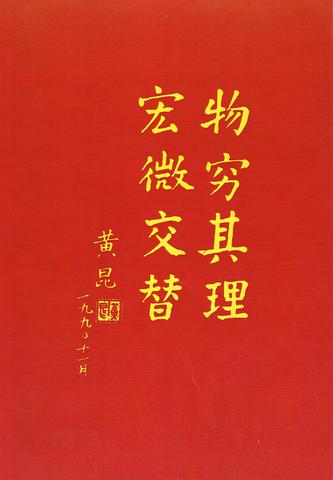 物穷其理
宏微交替
黄昆
一九九〇十一月